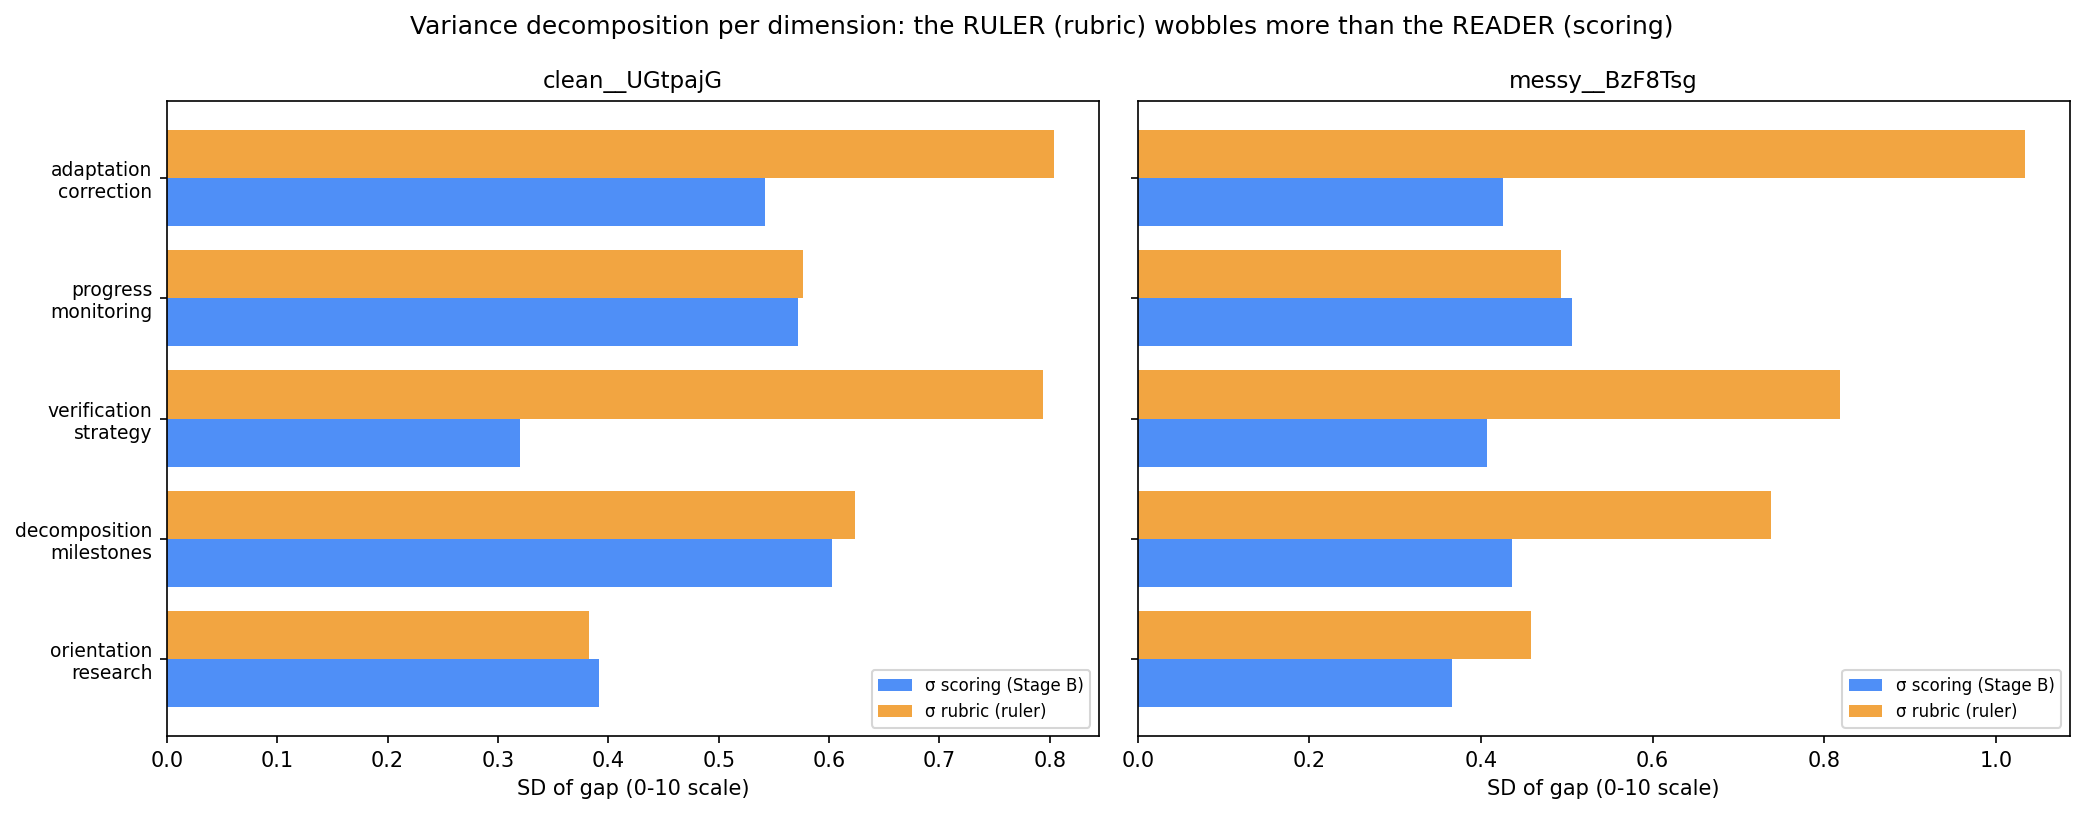 Variance decomposition per dimension: the RULER (rubric) wobbles more than the READER (scoring)
clean__UGtpajG
adaptation
correction
progress
monitoring
verification
strategy
decomposition
milestones
orientation
research
σ scoring (Stage B)
σ rubric (ruler)
0.0 0.1 0.2 0.3 0.4 0.5 0.6 0.7 0.8
SD of gap (0-10 scale)
messy__BzF8Tsg
σ scoring (Stage B)
σ rubric (ruler)
0.0 0.2 0.4 0.6 0.8 1.0
SD of gap (0-10 scale)